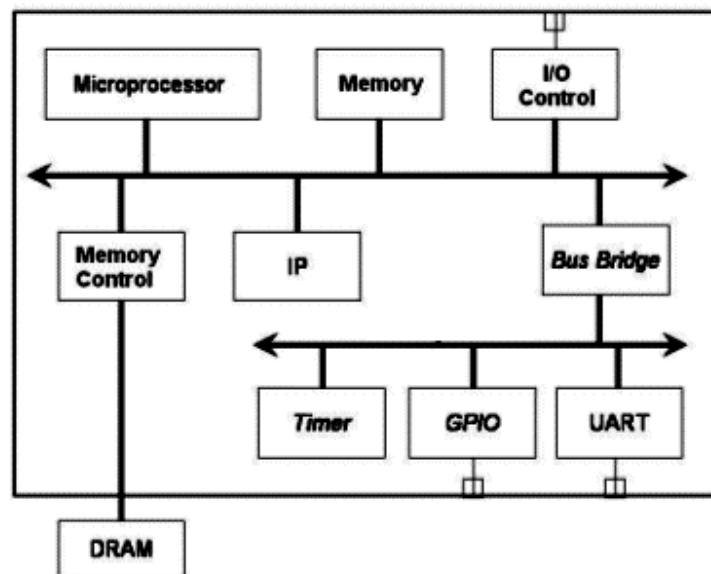 Microprocessor
Memory
I/O
Control
Memory
Control
IP
Bus Bridge
Timer
GPIO
UART
DRAM